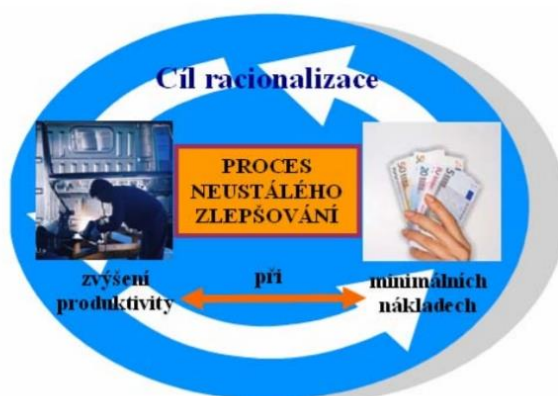 Cíl racionalizace
PROCES
NEUSTÁLÉHO
ZLEPŠOVÁNÍ
zvýšení
produktivity
při
minimálních
nákladech